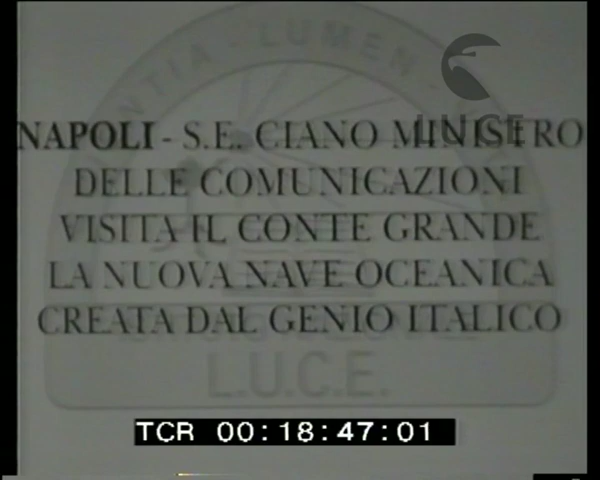 LUCE
NAPOLI - S.E. CIANO MINISTRO
DELLE COMUNICAZIONI
VISITA IL CONTE GRANDE
LA NUOVA NAVE OCEANICA
CREATA DAL GENIO ITALICO
L.U.C.E.
TCR 00:18:47:01